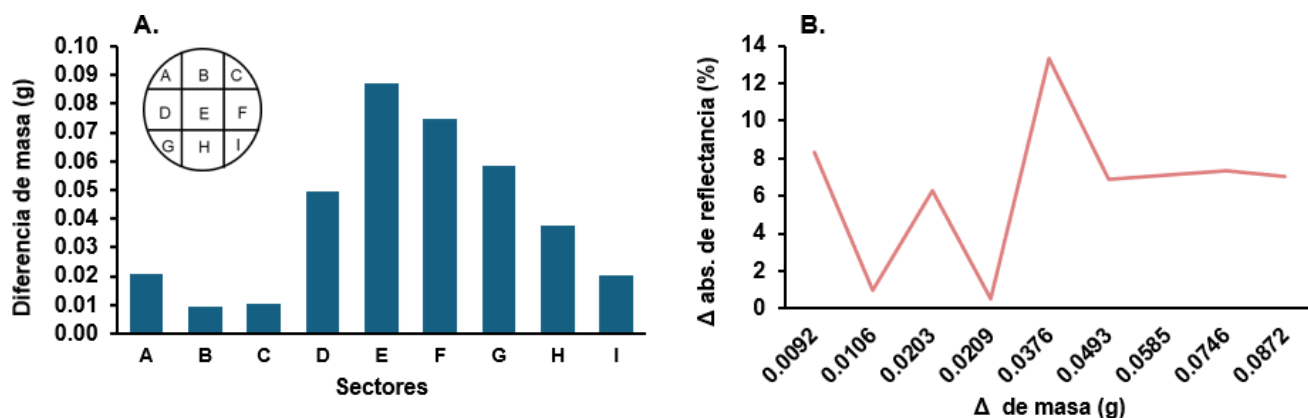 A.
Diferencia de masa (g)
0.10
0.09
0.08
0.07
0.06
0.05
0.04
0.03
0.02
0.01
0.00
A B C
D E F
G H I
A B C D E F G H I
Sectores
B.
Δ abs. de reflectancia (%)
14
12
10
8
6
4
2
0
0.0092
0.0106
0.0203
0.0209
0.0376
0.0493
0.0585
0.0746
0.0872
Δ de masa (g)